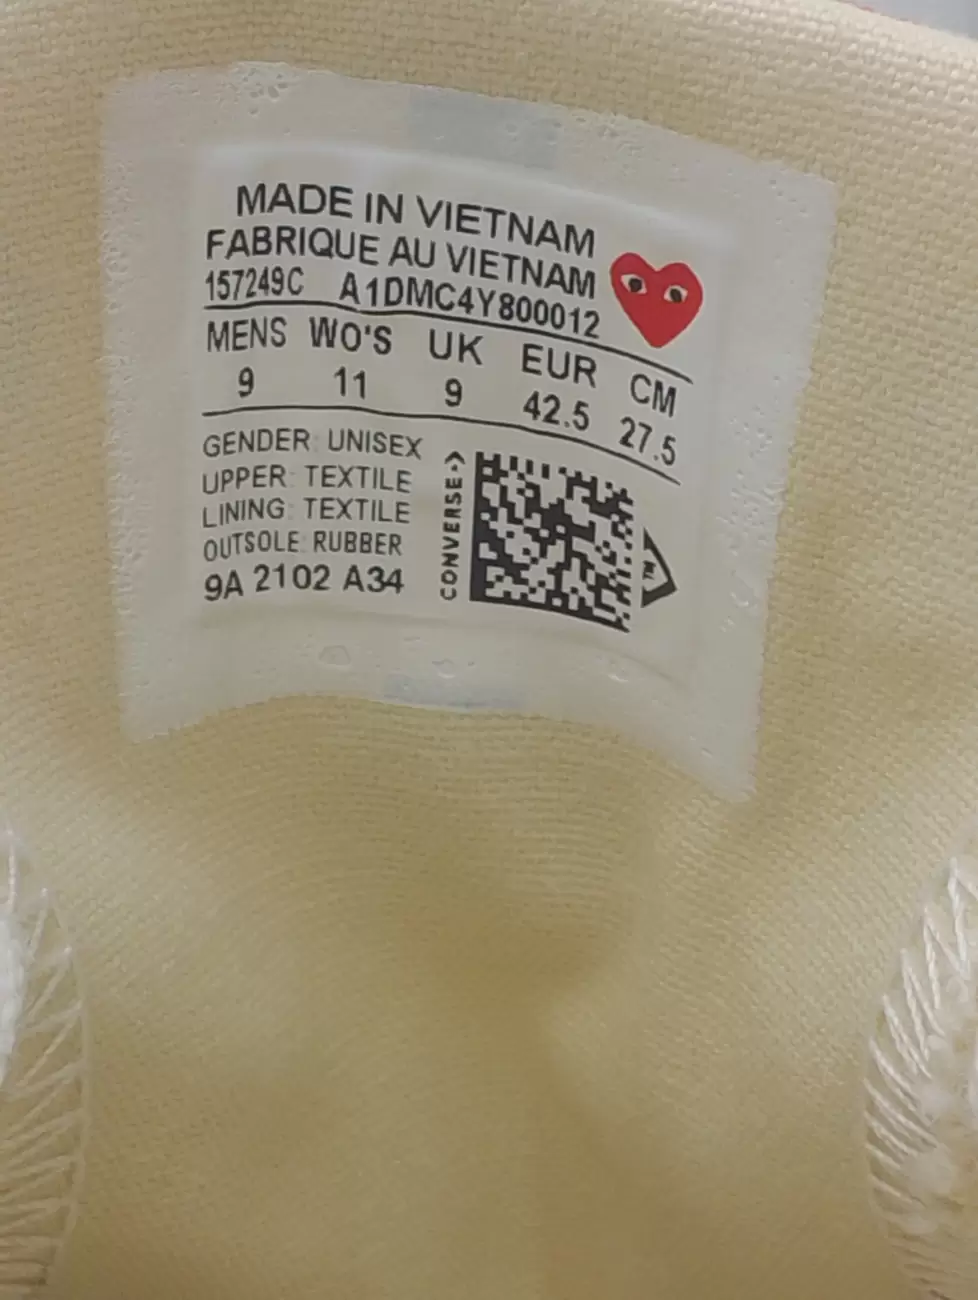 MADE IN VIETNAM
FABRIQUE AU VIETNAM
157249C A1DMC4Y800012
MENS WO'S UK EUR CM
9 11 9 42.5 27.5
GENDER: UNISEX
UPPER: TEXTILE
LINING: TEXTILE
OUTSOLE: RUBBER
9A 2102 A34
CONVERSE->